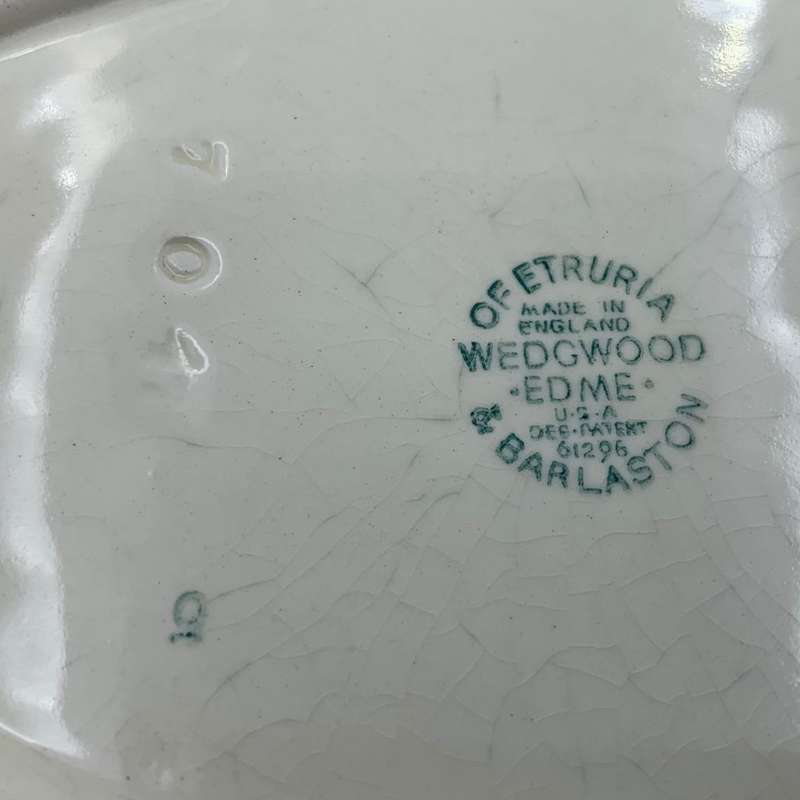 OF ETRURIA
MADE IN
ENGLAND
WEDGWOOD
·EDME·
U·S·A
DES·PATENT
61296
& BARLASTON